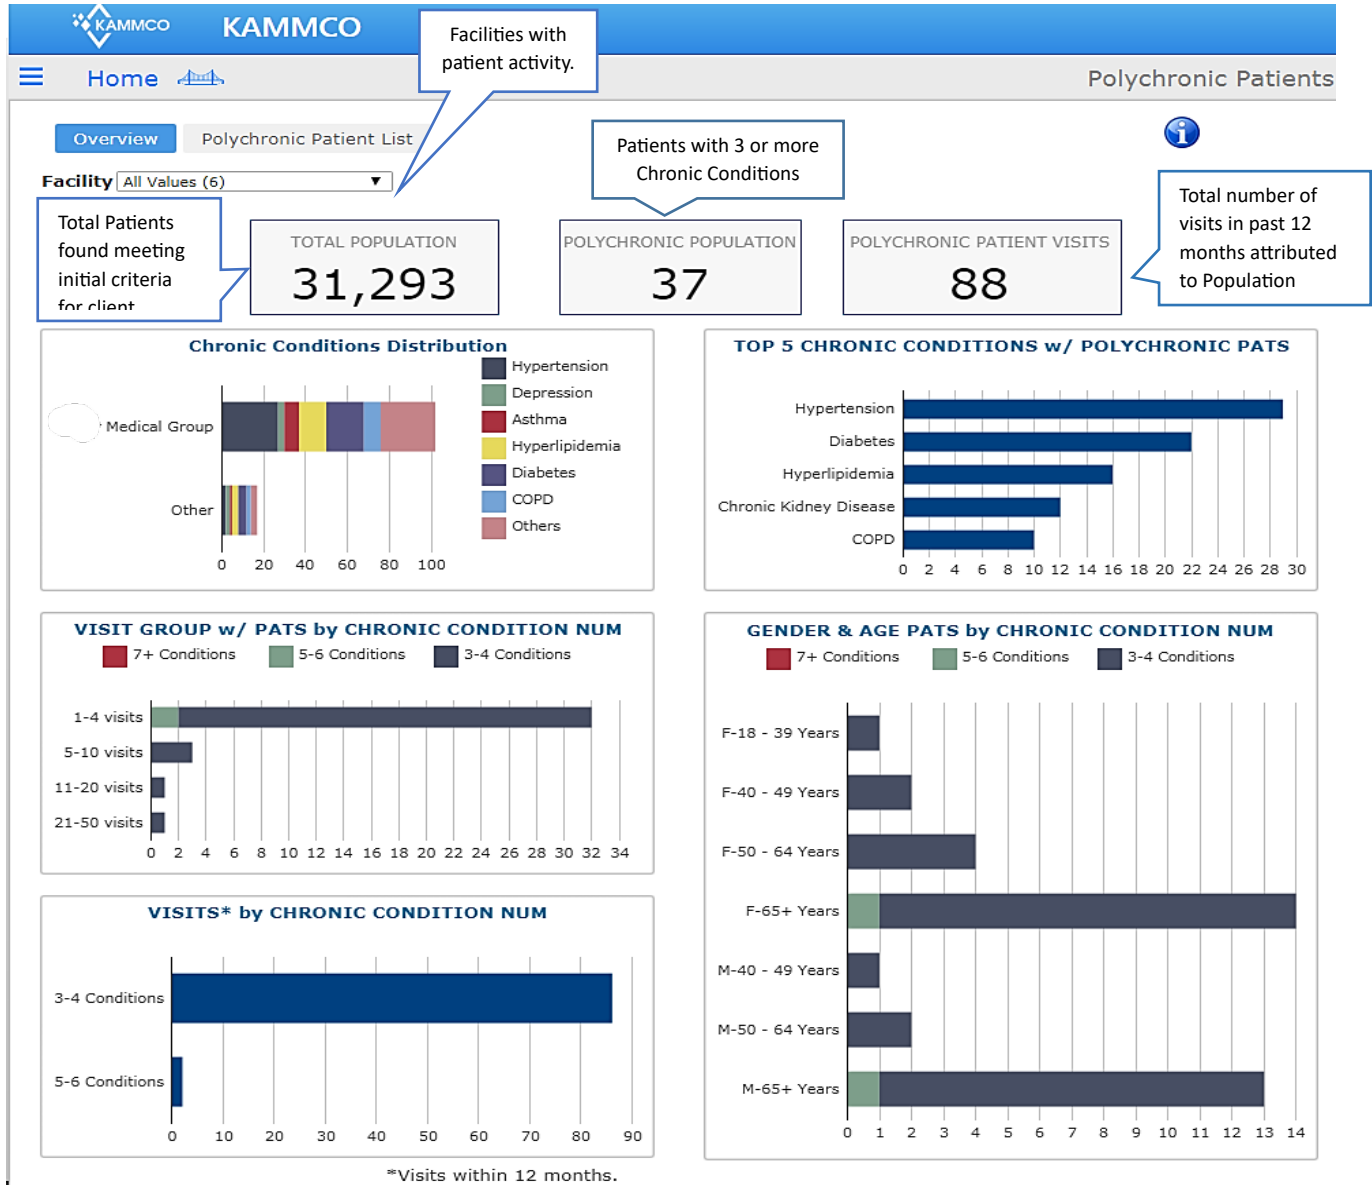 KAMMCO
KAMMCO
Facilities with
patient activity.
Home
Polychronic Patients
Overview
Polychronic Patient List
Patients with 3 or more
Chronic Conditions
Facility All Values (6)
Total Patients
found meeting
initial criteria
for client
TOTAL POPULATION
31,293
POLYCHRONIC POPULATION
37
POLYCHRONIC PATIENT VISITS
88
Total number of
visits in past 12
months attributed
to Population
Chronic Conditions Distribution
Hypertension
Depression
Asthma
Hyperlipidemia
Diabetes
COPD
Others
Medical Group
Other
0 20 40 60 80 100
TOP 5 CHRONIC CONDITIONS w/ POLYCHRONIC PATS
Hypertension
Diabetes
Hyperlipidemia
Chronic Kidney Disease
COPD
0 2 4 6 8 10 12 14 16 18 20 22 24 26 28 30
VISIT GROUP w/ PATS by CHRONIC CONDITION NUM
7+ Conditions 5-6 Conditions 3-4 Conditions
1-4 visits
5-10 visits
11-20 visits
21-50 visits
0 2 4 6 8 10 12 14 16 18 20 22 24 26 28 30 32 34
GENDER & AGE PATS by CHRONIC CONDITION NUM
7+ Conditions 5-6 Conditions 3-4 Conditions
F-18 - 39 Years
F-40 - 49 Years
F-50 - 64 Years
F-65+ Years
M-40 - 49 Years
M-50 - 64 Years
M-65+ Years
0 1 2 3 4 5 6 7 8 9 10 11 12 13 14
VISITS* by CHRONIC CONDITION NUM
3-4 Conditions
5-6 Conditions
0 10 20 30 40 50 60 70 80 90
*Visits within 12 months.